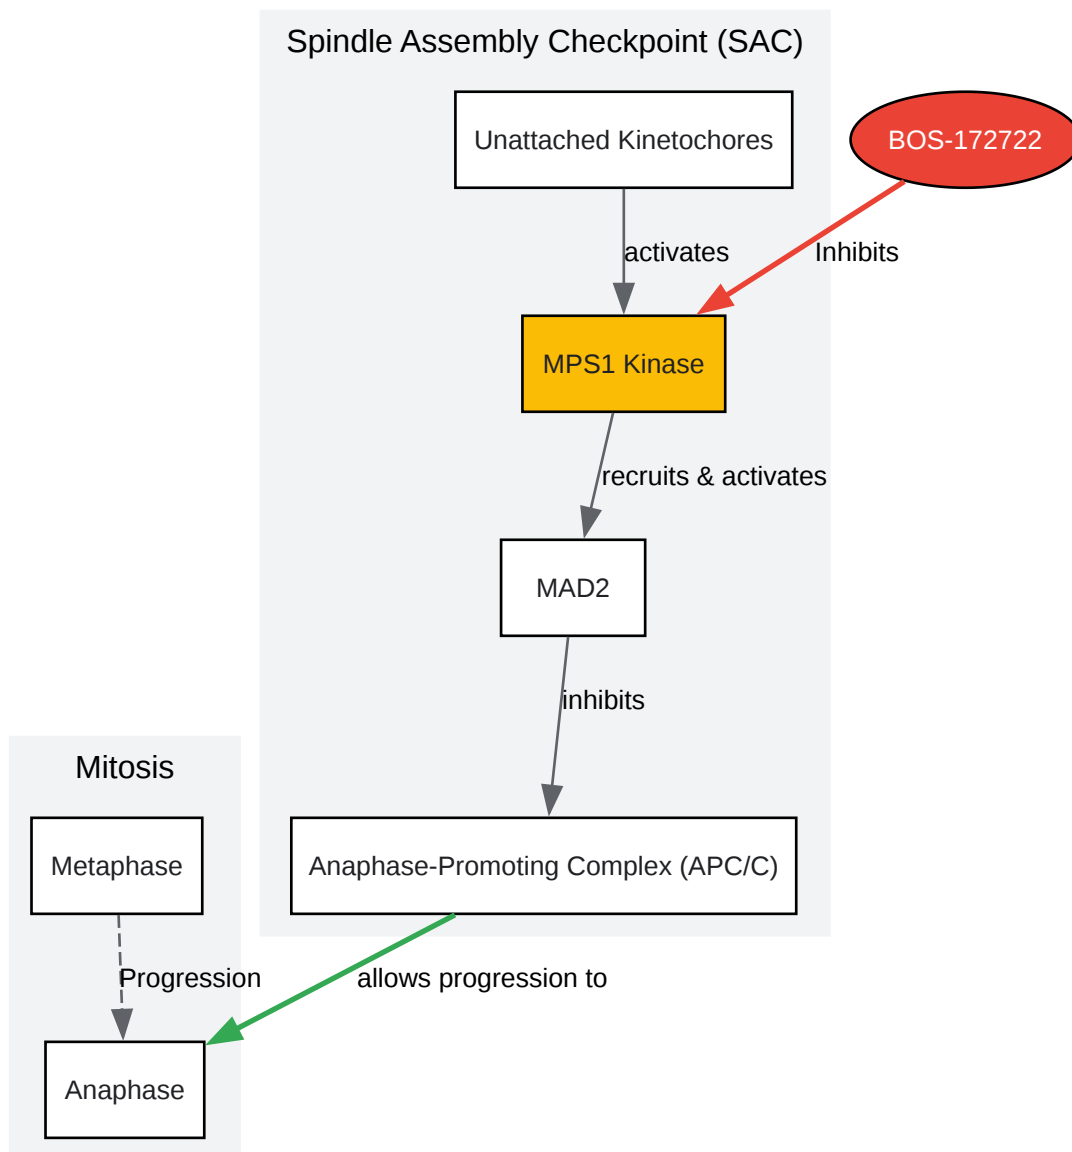 Spindle Assembly Checkpoint (SAC)
Unattached Kinetochores
BOS-172722
activates
Inhibits
MPS1 Kinase
recruits & activates
MAD2
inhibits
Mitosis
Metaphase
Anaphase-Promoting Complex (APC/C)
Progression
allows progression to
Anaphase